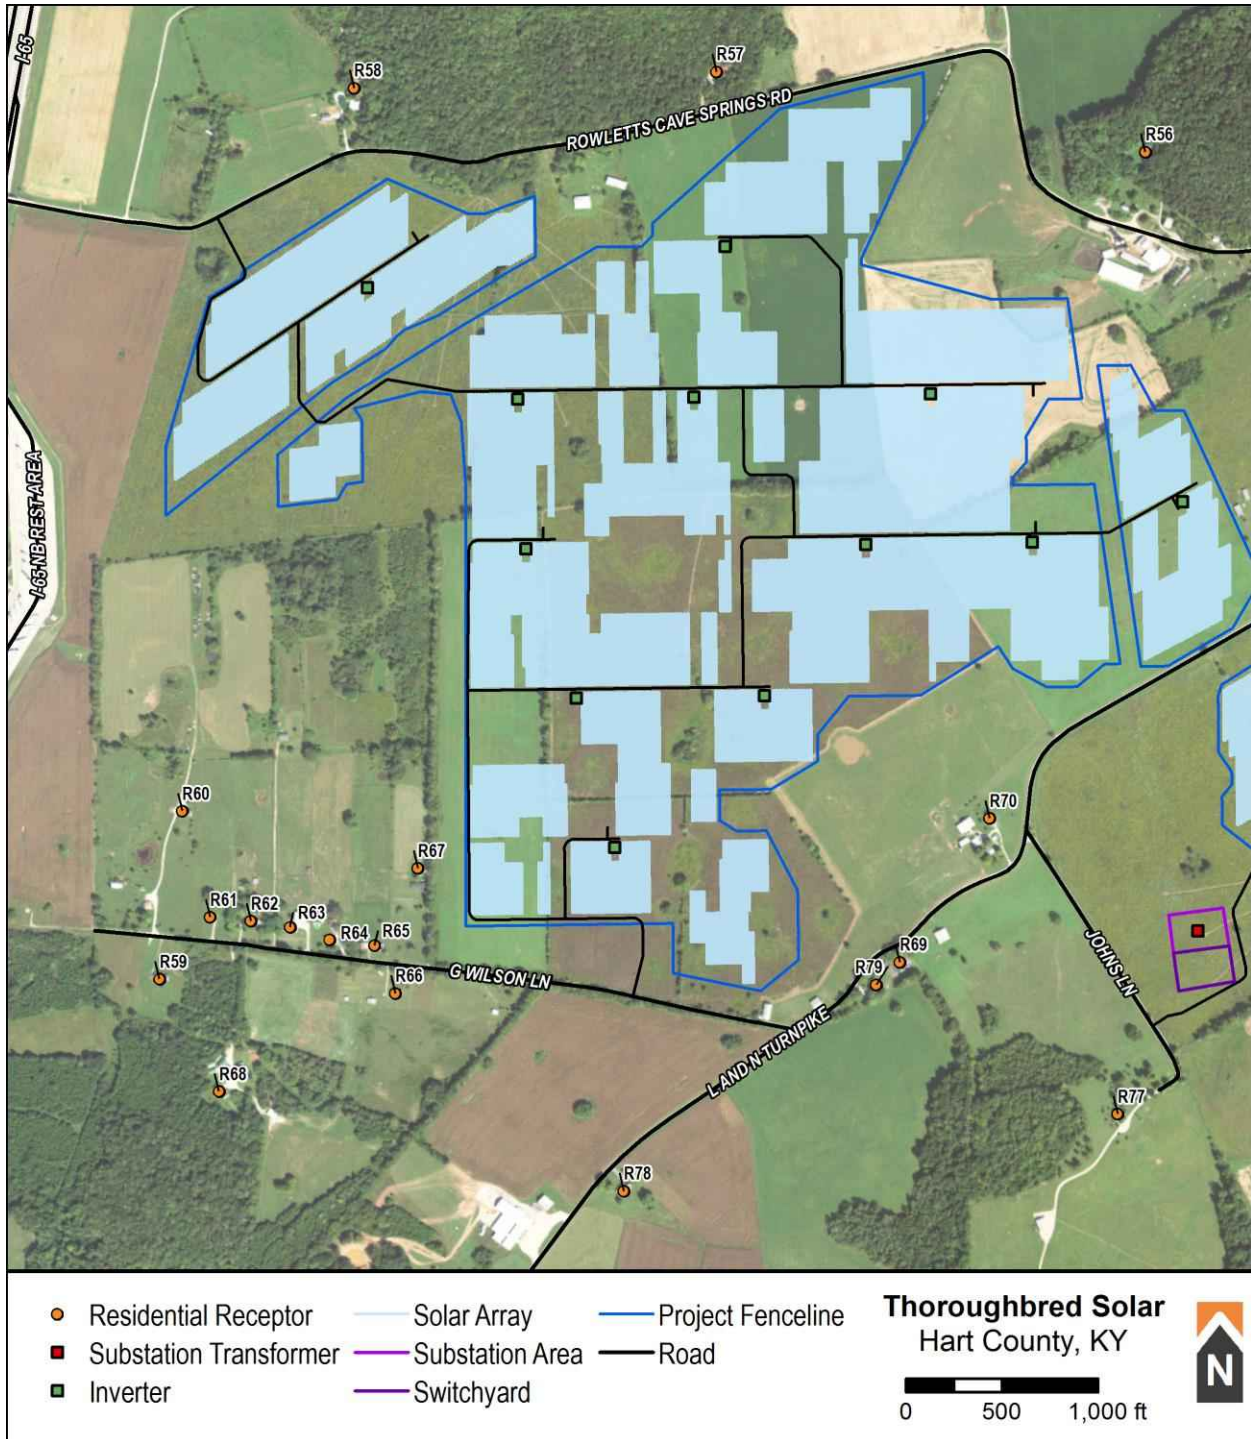 I-65
R58
R57
ROWLETTS CAVE SPRINGS RD
R56
I-65 NB REST AREA
R60
R70
R67
R61
R62
R63
R64
R65
R69
R59
G WILSON LN
R66
R79
JOHNS LN
L AND N TURNPIKE
R68
R77
R78
Residential Receptor
Solar Array
Project Fenceline
Substation Transformer
Substation Area
Road
Inverter
Switchyard
Thoroughbred Solar
Hart County, KY
0 500 1,000 ft
N